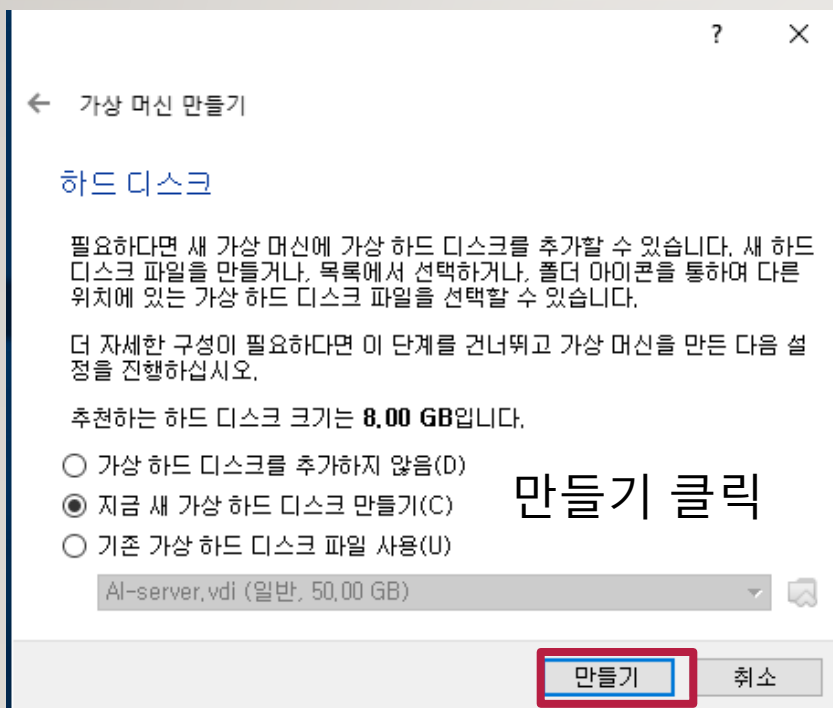 ?
가상 머신 만들기
하드 디스크
필요하다면 새 가상 머신에 가상 하드 디스크를 추가할 수 있습니다. 새 하드
디스크 파일을 만들거나, 목록에서 선택하거나, 폴더 아이콘을 통하여 다른
위치에 있는 가상 하드 디스크 파일을 선택할 수 있습니다.
더 자세한 구성이 필요하다면 이 단계를 건너뛰고 가상 머신을 만든 다음 설
정을 진행하십시오.
추천하는 하드 디스크 크기는 8.00 GB입니다.
가상 하드 디스크를 추가하지 않음(D)
지금 새 가상 하드 디스크 만들기(C)
만들기 클릭
기존 가상 하드 디스크 파일 사용(U)
AI-server.vdi (일반, 50.00 GB)
만들기
취소